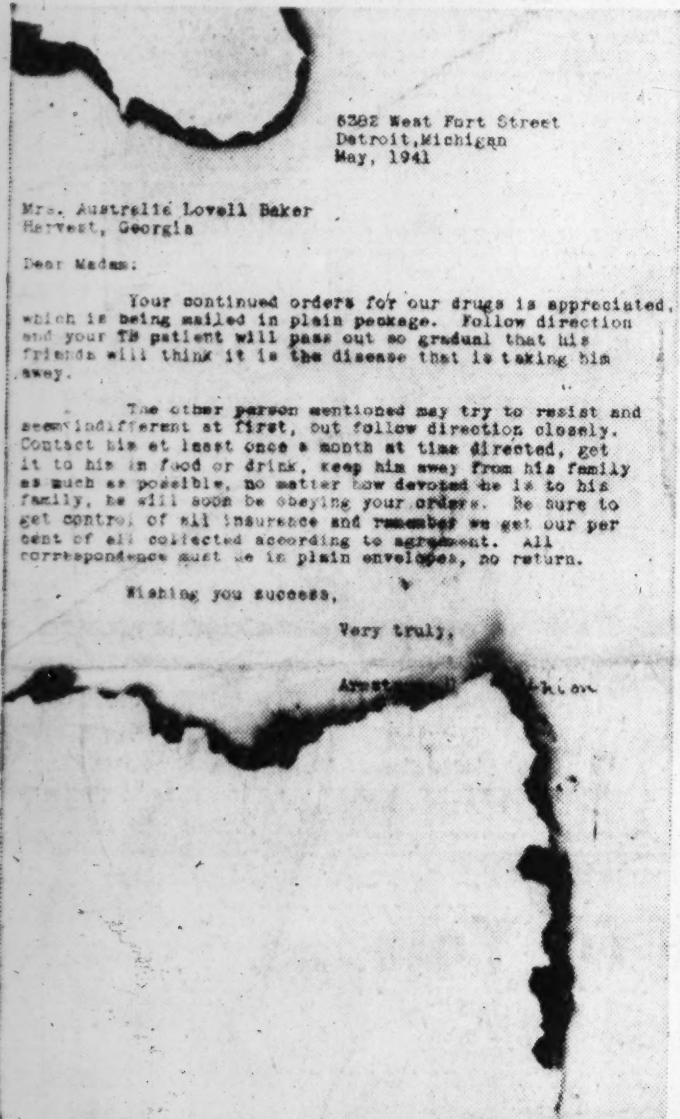 6382 West Fort Street
Detroit,Michigan
May, 1941
Mrs. Australia Lovell Baker
Harvest, Georgia
Dear Madam:
Your continued orders for our drugs is appreciated,
which is being mailed in plain package. Follow direction
and your TB patient will pass out so gradual that his
friends will think it is the disease that is taking him
away.
The other person mentioned may try to resist and
seem indifferent at first, but follow direction closely.
Contact him at least once a month at time directed, get
it to him in food or drink, keep him away from his family
as much as possible, no matter how devoted he is to his
family, he will soon be obeying your orders. Be sure to
get control of all insurance and remember we get our per
cent of all collected according to agreement. All
correspondence must be in plain envelopes, no return.
Wishing you success,
Very truly,